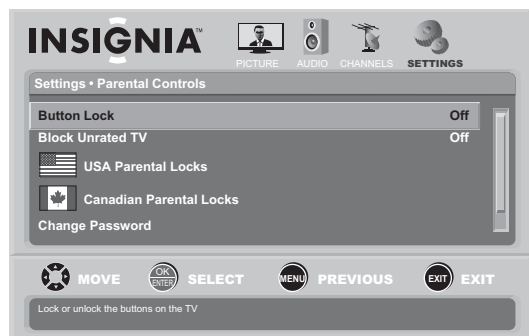 INSIGNIA™
PICTURE AUDIO CHANNELS SETTINGS
Settings • Parental Controls
Button Lock Off
Block Unrated TV Off
USA Parental Locks
Canadian Parental Locks
Change Password
MOVE OK ENTER SELECT MENU PREVIOUS EXIT EXIT
Lock or unlock the buttons on the TV